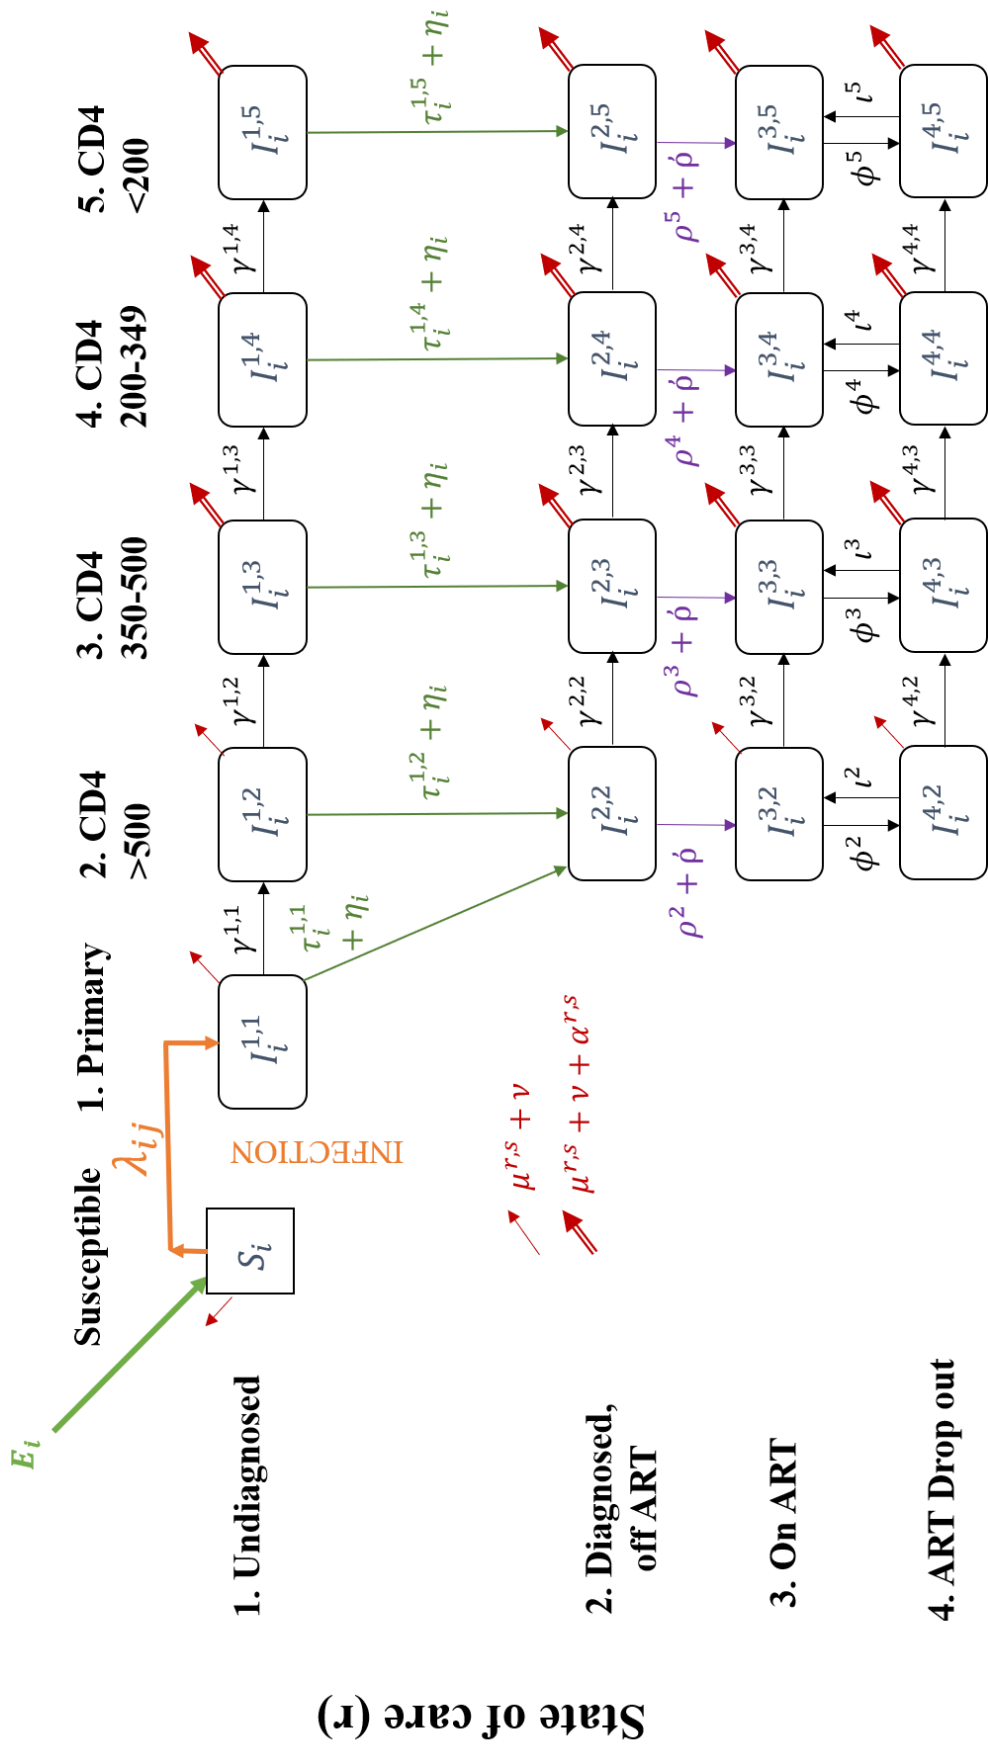 Susceptible
1. Primary
2. CD4
>500
3. CD4
350-500
4. CD4
200-349
5. CD4
<200
E_i
λ_{ij}
INFECTION
State of care (r)
1. Undiagnosed
S_i
I_i^{1,1}
γ^{1,1}
I_i^{1,2}
γ^{1,2}
I_i^{1,3}
γ^{1,3}
I_i^{1,4}
γ^{1,4}
I_i^{1,5}
τ_i^{1,1}
+ η_i
τ_i^{1,2} + η_i
τ_i^{1,3} + η_i
τ_i^{1,4} + η_i
τ_i^{1,5} + η_i
μ^{r,s} + ν
μ^{r,s} + ν + α^{r,s}
2. Diagnosed,
off ART
I_i^{2,2}
γ^{2,2}
I_i^{2,3}
γ^{2,3}
I_i^{2,4}
γ^{2,4}
I_i^{2,5}
ρ^2 + ρ́
ρ^3 + ρ́
ρ^4 + ρ́
ρ^5 + ρ́
3. On ART
I_i^{3,2}
γ^{3,2}
I_i^{3,3}
γ^{3,3}
I_i^{3,4}
γ^{3,4}
I_i^{3,5}
ϕ^2
ι^2
ϕ^3
ι^3
ϕ^4
ι^4
ϕ^5
ι^5
4. ART Drop out
I_i^{4,2}
γ^{4,2}
I_i^{4,3}
γ^{4,3}
I_i^{4,4}
γ^{4,4}
I_i^{4,5}